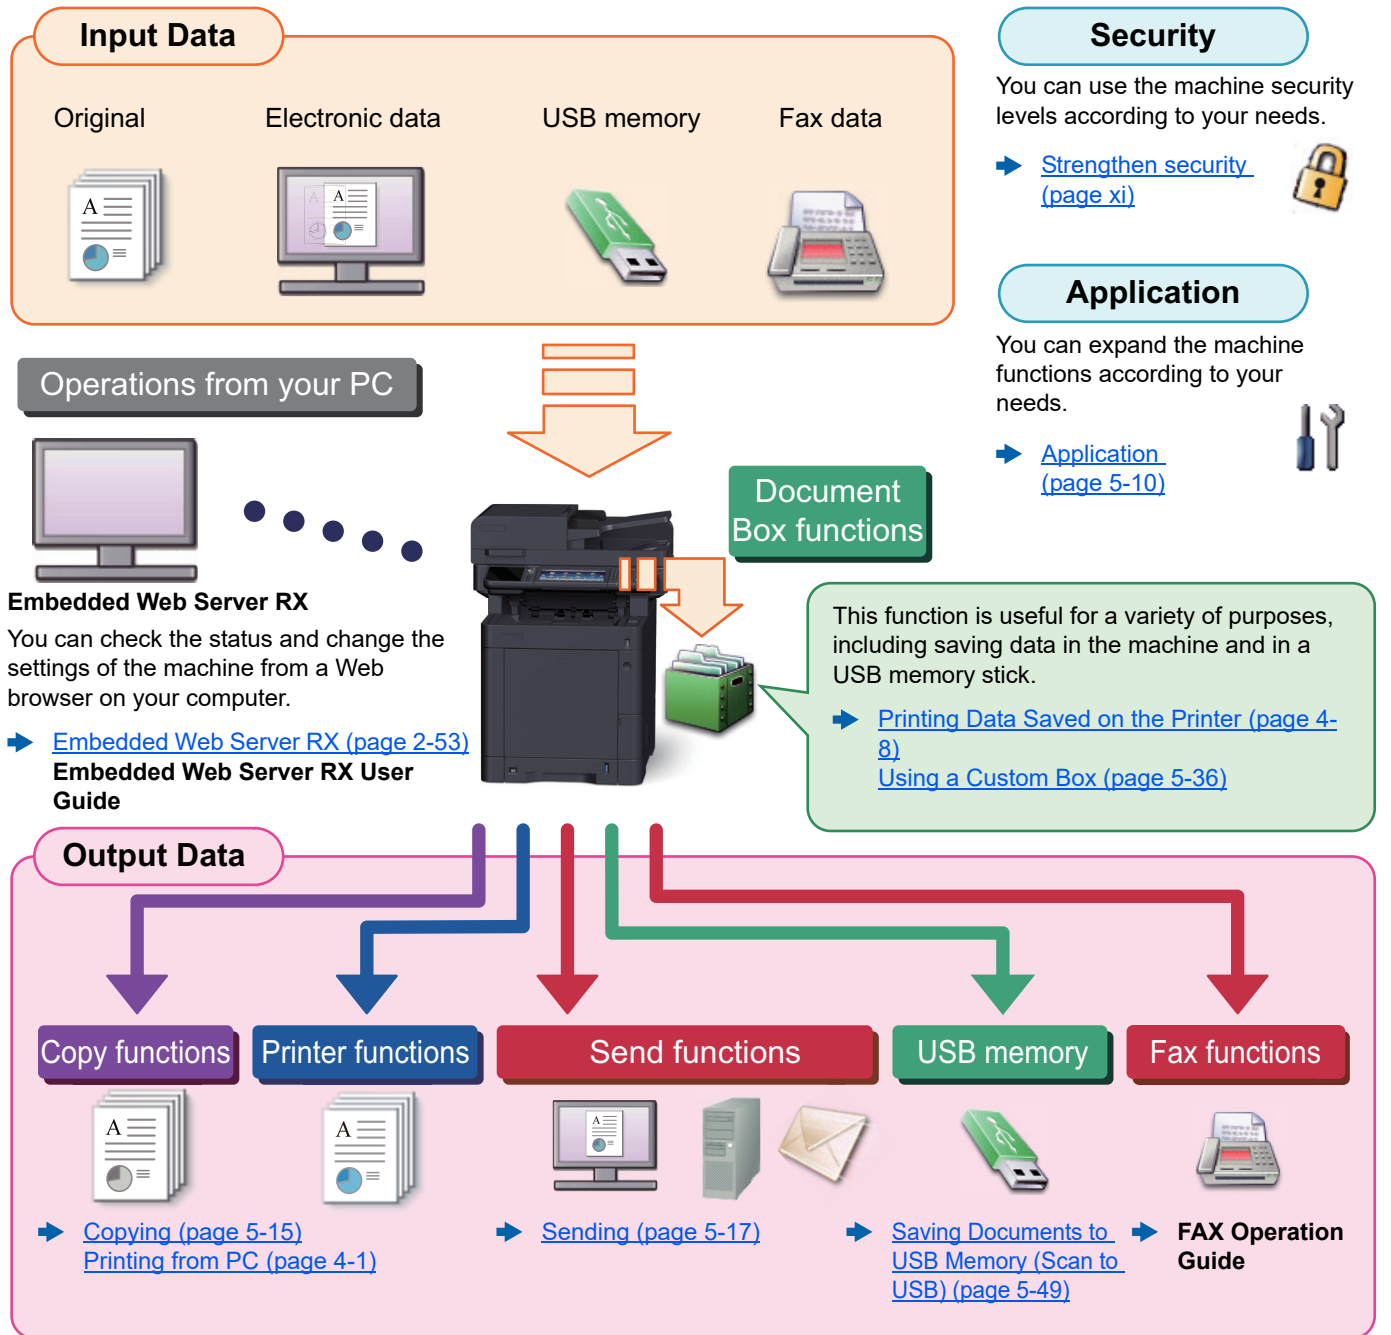 Input Data
Original
Electronic data
USB memory
Fax data
Security
You can use the machine security
levels according to your needs.
Strengthen security
(page xi)
Application
You can expand the machine
functions according to your
needs.
Application
(page 5-10)
Operations from your PC
Embedded Web Server RX
You can check the status and change the
settings of the machine from a Web
browser on your computer.
Embedded Web Server RX (page 2-53)
Embedded Web Server RX User
Guide
Document
Box functions
This function is useful for a variety of purposes,
including saving data in the machine and in a
USB memory stick.
Printing Data Saved on the Printer (page 4-
8)
Using a Custom Box (page 5-36)
Output Data
Copy functions
Printer functions
Send functions
USB memory
Fax functions
Copying (page 5-15)
Printing from PC (page 4-1)
Sending (page 5-17)
Saving Documents to
USB Memory (Scan to
USB) (page 5-49)
FAX Operation
Guide